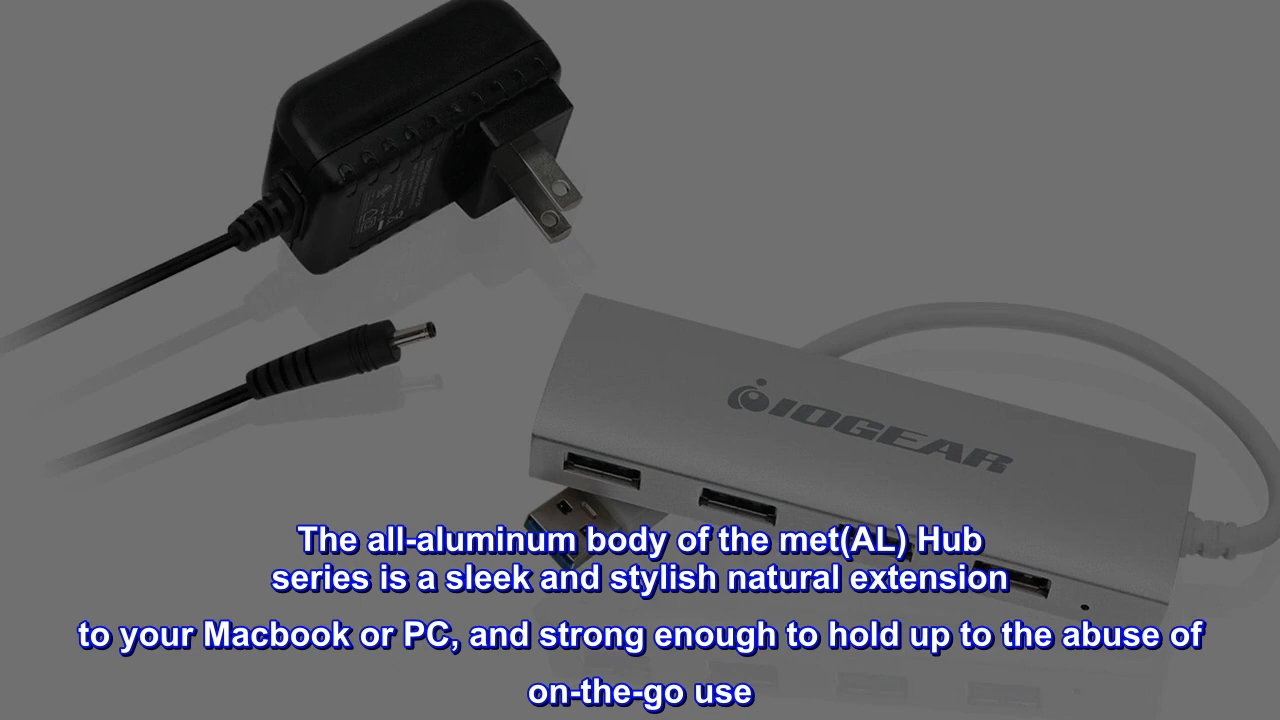 IOGEAR
The all-aluminum body of the met(AL) Hub
series is a sleek and stylish natural extension
to your Macbook or PC, and strong enough to hold up to the abuse of
on-the-go use